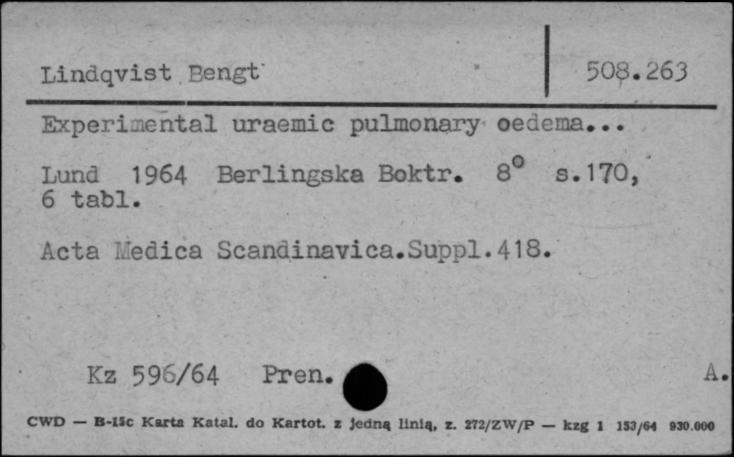 Lindqvist Bengt 508.263
Experimental uraemic pulmonary oedema...
Lund 1964 Berlingska Boktr. 8° s.170,
6 tabl.
Acta Medica Scandinavica.Suppl.418.
Kz 596/64 Pren. A.
CWD — B-15c Karta Katal. do Kartot. z jedną linią, z. 272/ZW/P — kzg 1 153/64 930.000